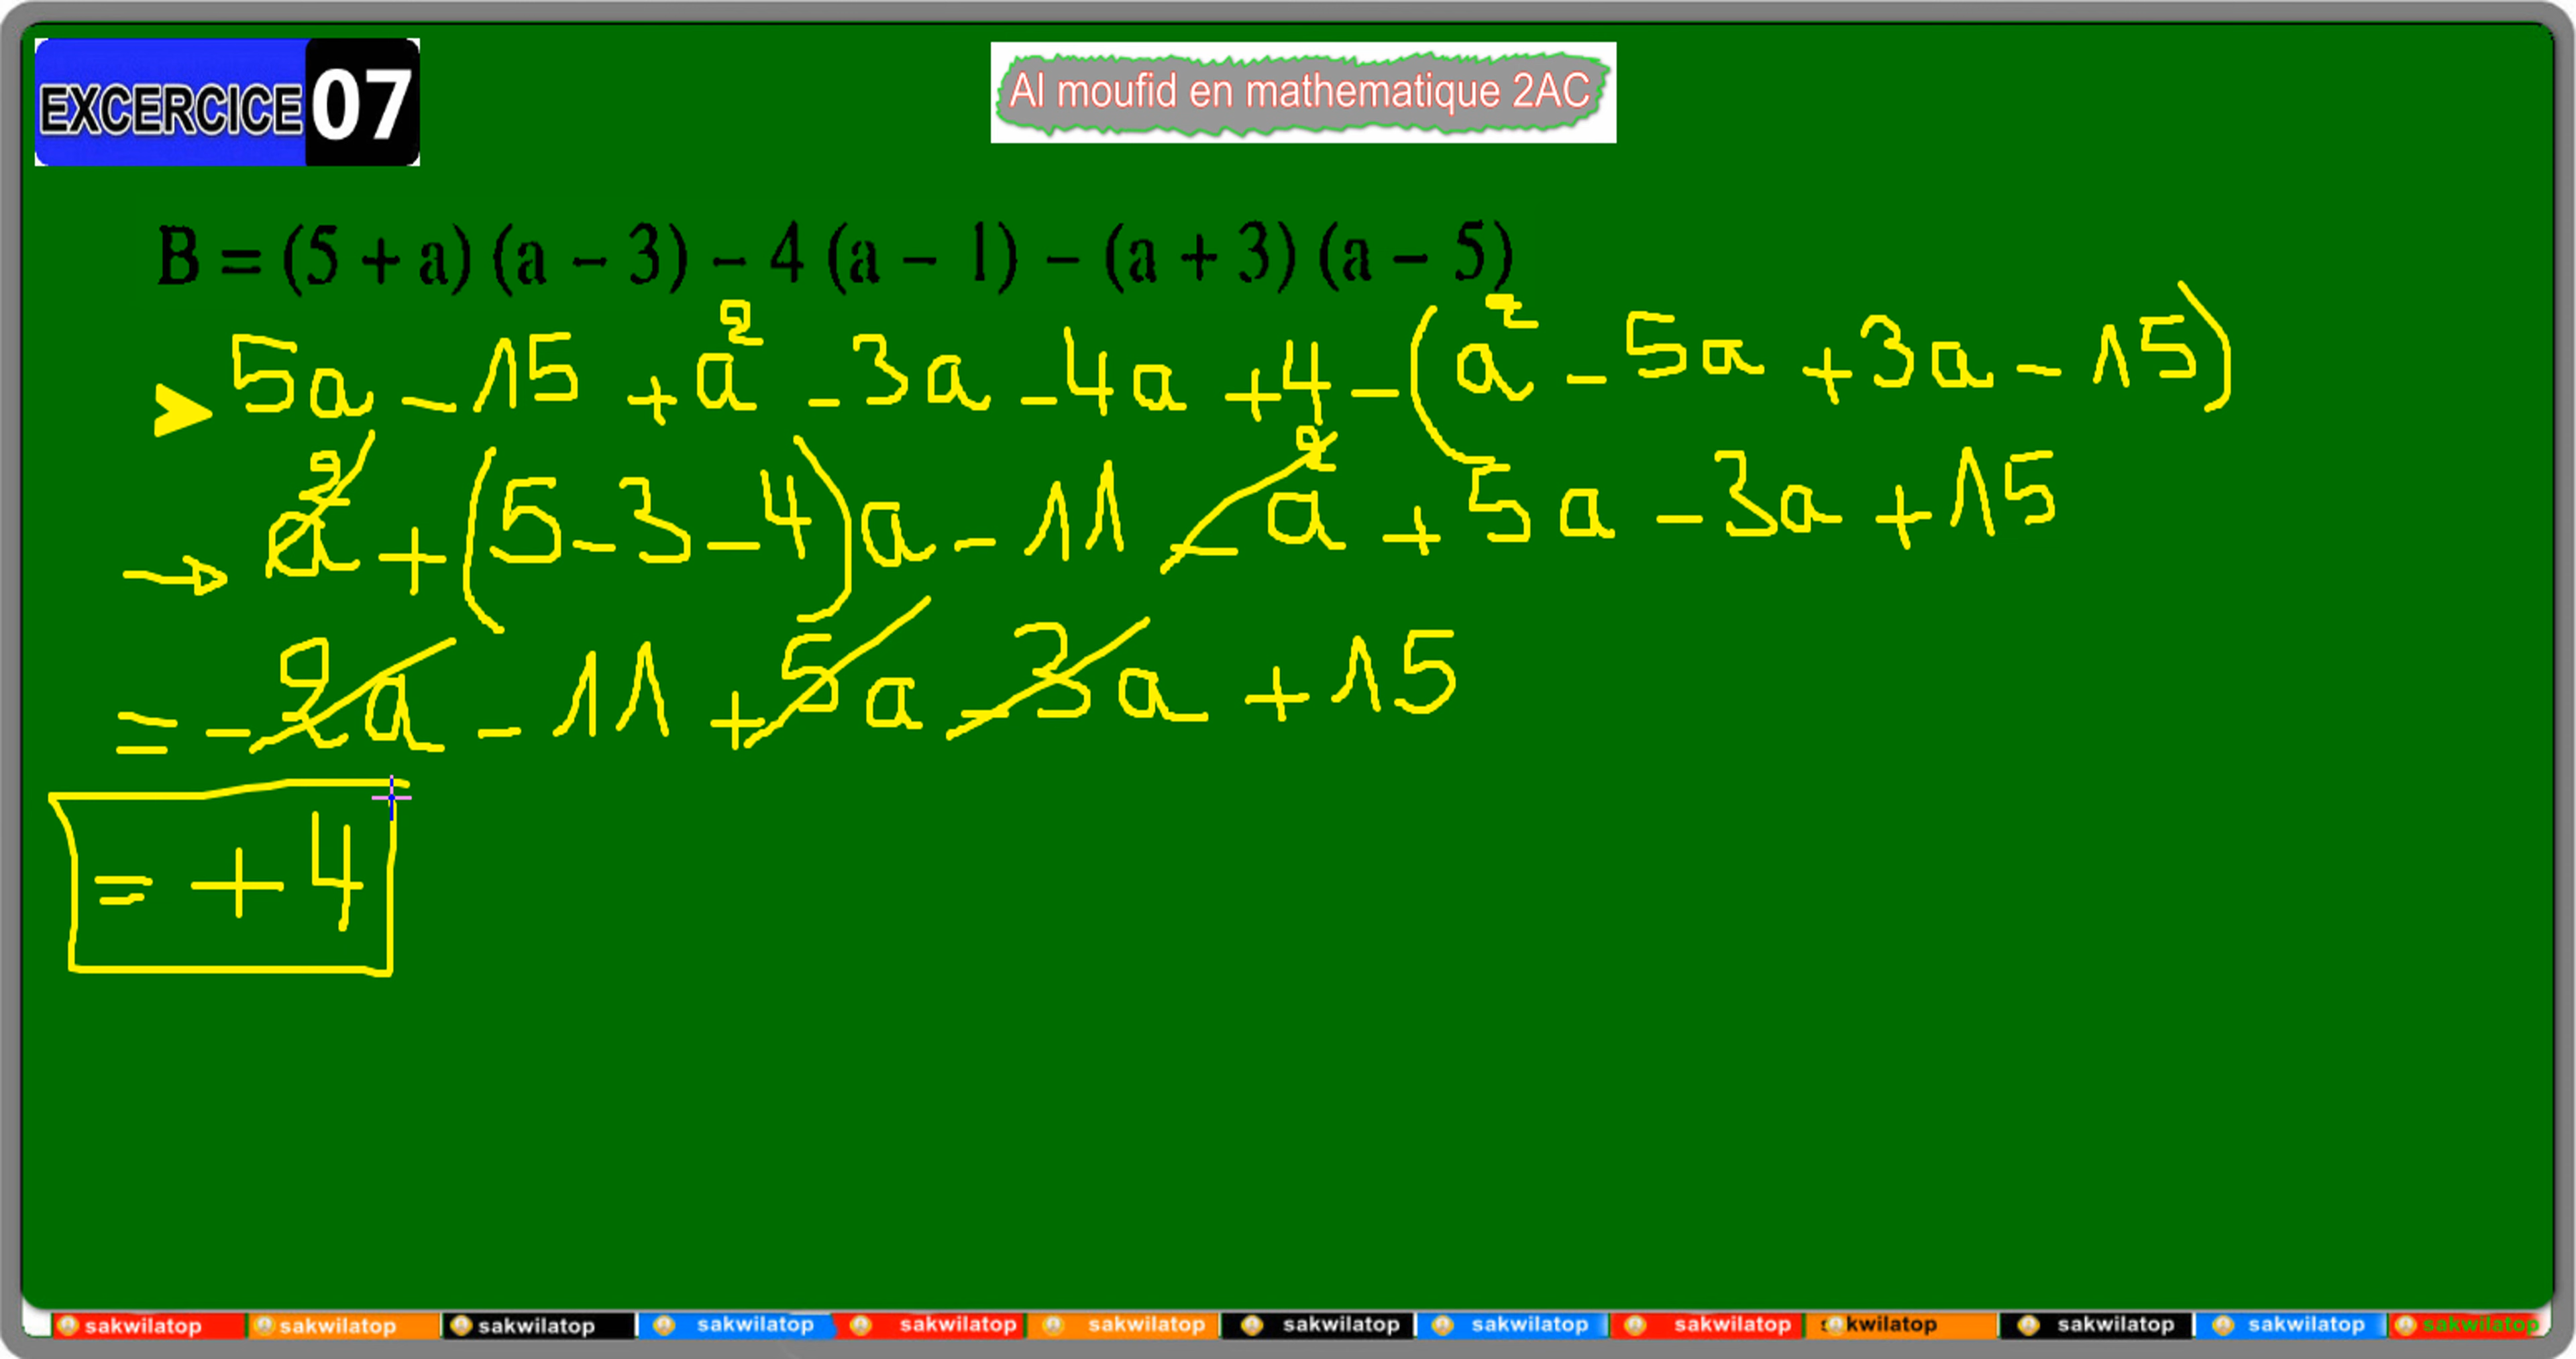 EXCERCICE 07
Al moufid en mathematique 2AC
B = (5 + a) (a – 3) – 4 (a – 1) – (a + 3) (a – 5)
➤ 5a - 15 + a² - 3a - 4a + 4 - (a² - 5a + 3a - 15)
→ a² + (5 - 3 - 4) a - 11 - a² + 5a - 3a + 15
= - 2a - 11 + 5a - 3a + 15
= + 4
sakwilatop sakwilatop sakwilatop sakwilatop sakwilatop sakwilatop sakwilatop sakwilatop sakwilatop s kwilatop sakwilatop sakwilatop sakwilatop